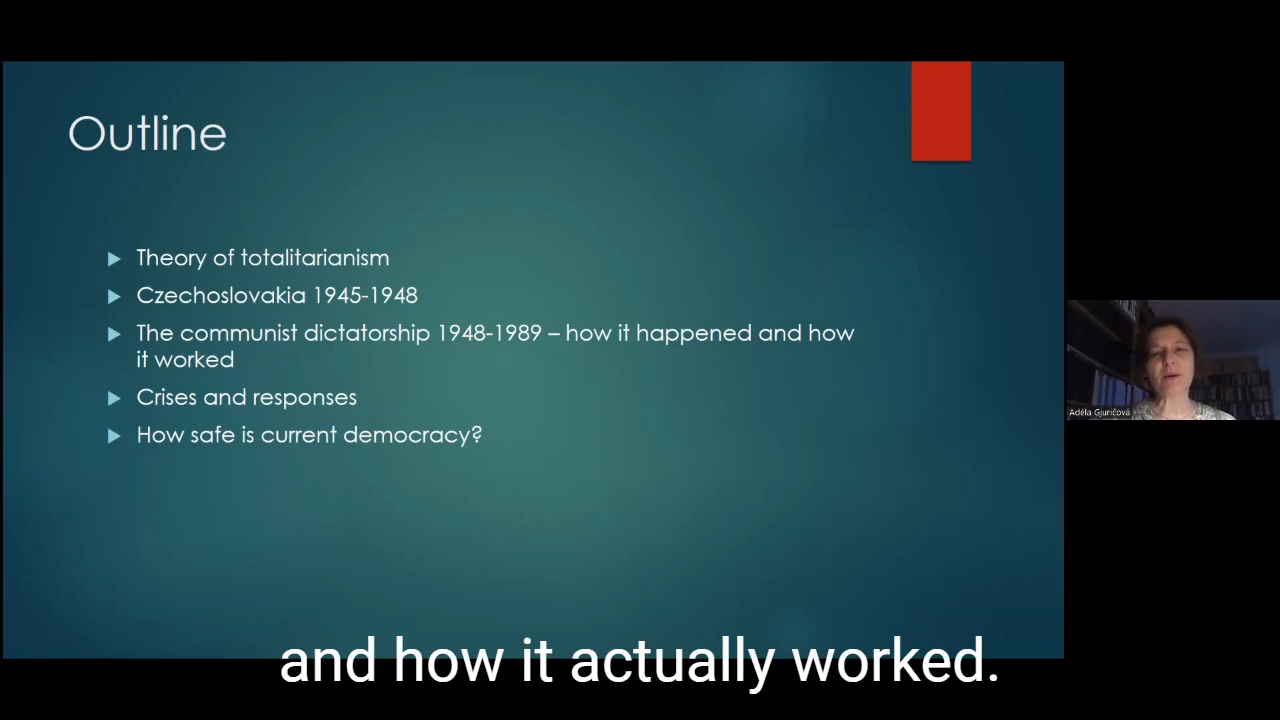 Outline
Theory of totalitarianism
Czechoslovakia 1945-1948
The communist dictatorship 1948-1989 – how it happened and how
it worked
Crises and responses
How safe is current democracy?
Adéla Gjuričová
and how it actually worked.